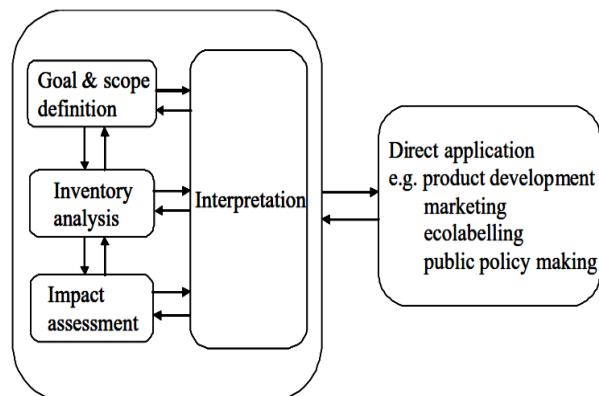 Goal & scope
definition
Inventory
analysis
Impact
assessment
Interpretation
Direct application
e.g. product development
marketing
ecolabelling
public policy making